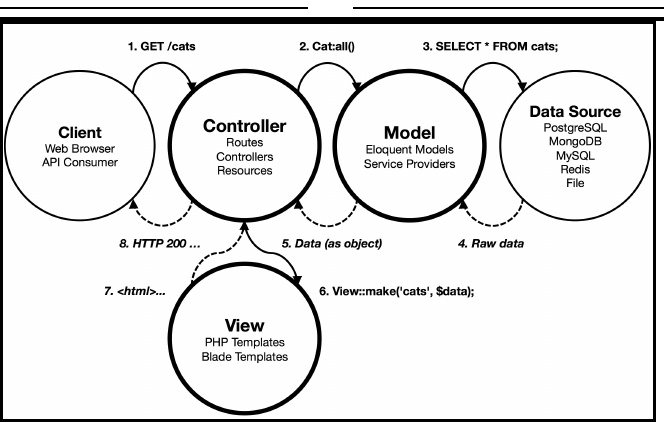 1. GET /cats
2. Cat:all()
3. SELECT * FROM cats;
Client
Web Browser
API Consumer
Controller
Routes
Controllers
Resources
Model
Eloquent Models
Service Providers
Data Source
PostgreSQL
MongoDB
MySQL
Redis
File
8. HTTP 200 ...
5. Data (as object)
4. Raw data
7. <html>...
6. View::make('cats', $data);
View
PHP Templates
Blade Templates